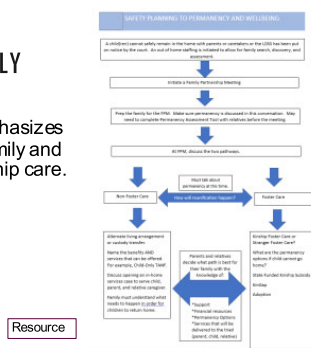 LY
hasizes
nily and
hip care.
Resource
SAFETY PLANNING TO PERMANENCY AND WELLBEING
A child(ren) cannot safely remain in the home with parents or caretakers or the LDSS has been put
on notice by the court. An out of home staffing is initiated to allow for family search, discovery, and
assessment.
Initiate a Family Partnership Meeting
Prep the family for the FPM. Make sure permanency is discussed in this conversation. May
need to complete Permanency Assessment Tool with relatives before the meeting.
At FPM, discuss the two pathways.
Must talk about
permanency at this time.
Non-Foster Care
How will reunification happen?
Foster Care
Alternate living arrangement
or custody transfer
Name the benefits AND
services that can be offered.
For example, Child-Only TANF
Discuss opening an in-home
services case to serve child,
parent, and relative caregiver
Family must understand what
needs to happen in order for
children to return home.
Parents and relatives
decide what path is best for
their family with the
knowledge of:
*Support
*Financial resources
*Permanency Options
*Services that will be
delivered to the triad
(parent, child, relative)
Kinship Foster Care or
Stranger Foster Care?
What are the permanency
options if child cannot go
home?
State Funded Kinship Subsidy
KinGap
Adoption